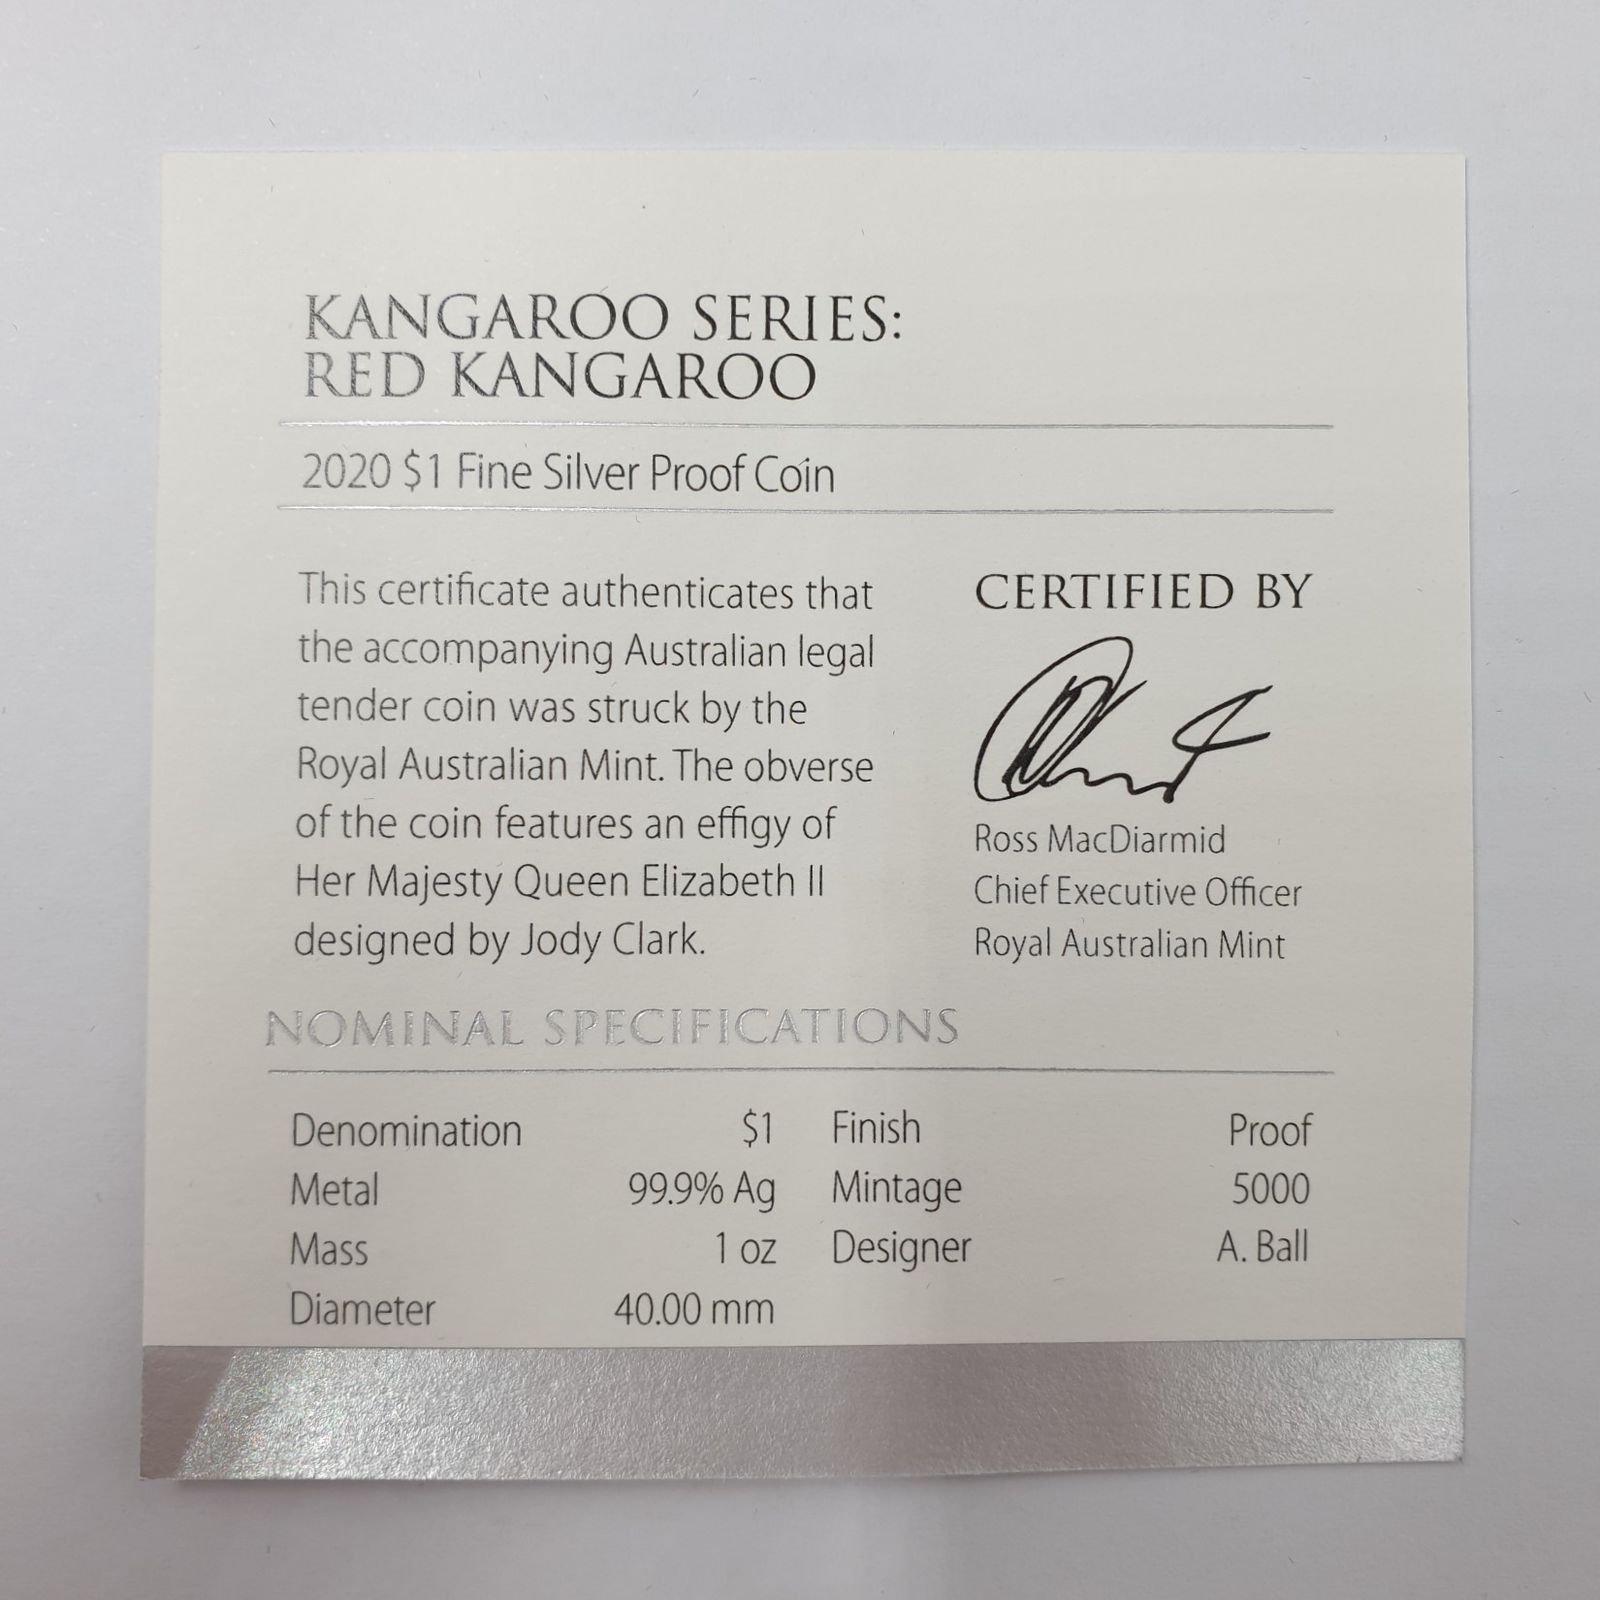 KANGAROO SERIES:
RED KANGAROO
2020 $1 Fine Silver Proof Coin
This certificate authenticates that
the accompanying Australian legal
tender coin was struck by the
Royal Australian Mint. The obverse
of the coin features an effigy of
Her Majesty Queen Elizabeth II
designed by Jody Clark.
CERTIFIED BY
Ross MacDiarmid
Chief Executive Officer
Royal Australian Mint
NOMINAL SPECIFICATIONS
Denomination $1
Metal 99.9% Ag
Mass 1 oz
Diameter 40.00 mm
Finish Proof
Mintage 5000
Designer A. Ball